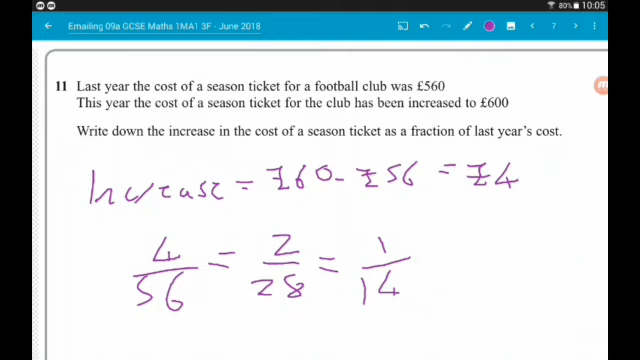 80% 10:05
Emailing 09a GCSE Maths 1MA1 3F - June 2018
7
11 Last year the cost of a season ticket for a football club was £560
This year the cost of a season ticket for the club has been increased to £600
Write down the increase in the cost of a season ticket as a fraction of last year's cost.
Increase = £60 - £56 = £4
4/56 = 2/28 = 1/14